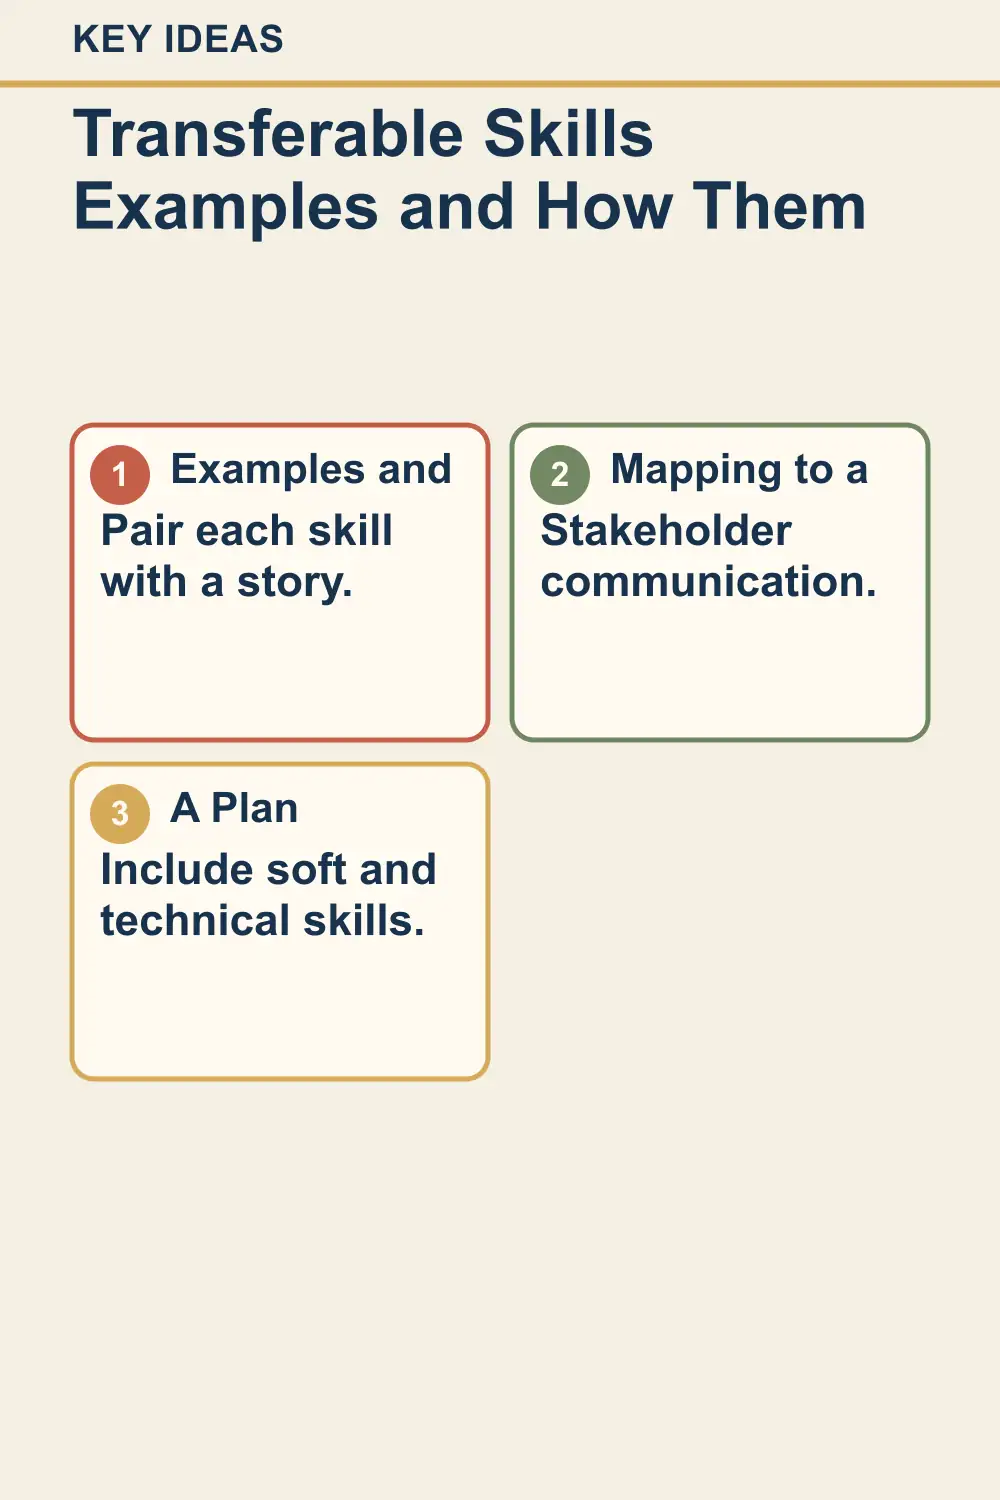 KEY IDEAS
Transferable Skills
Examples and How Them
1 Examples and
Pair each skill
with a story.
2 Mapping to a
Stakeholder
communication.
3 A Plan
Include soft and
technical skills.